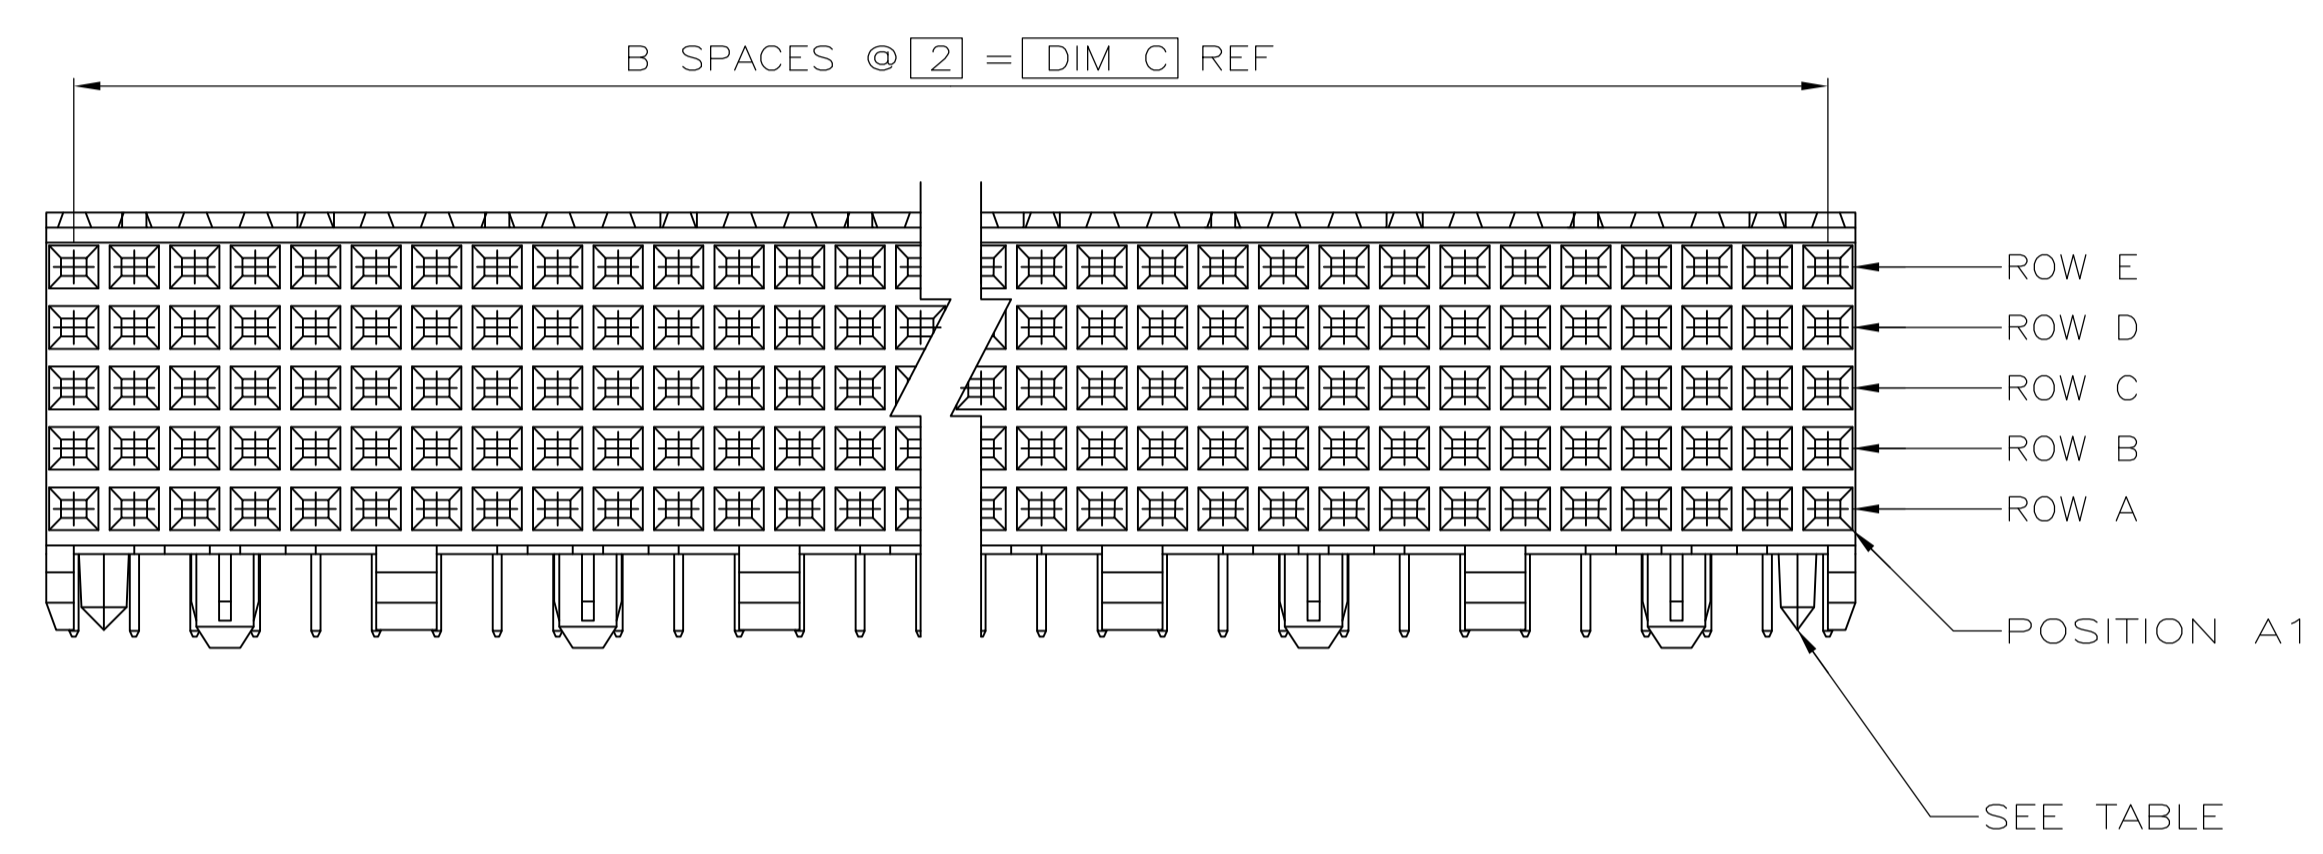 B SPACES @ 2 = DIM C REF
ROW E
ROW D
ROW C
ROW B
ROW A
POSITION A1
SEE TABLE